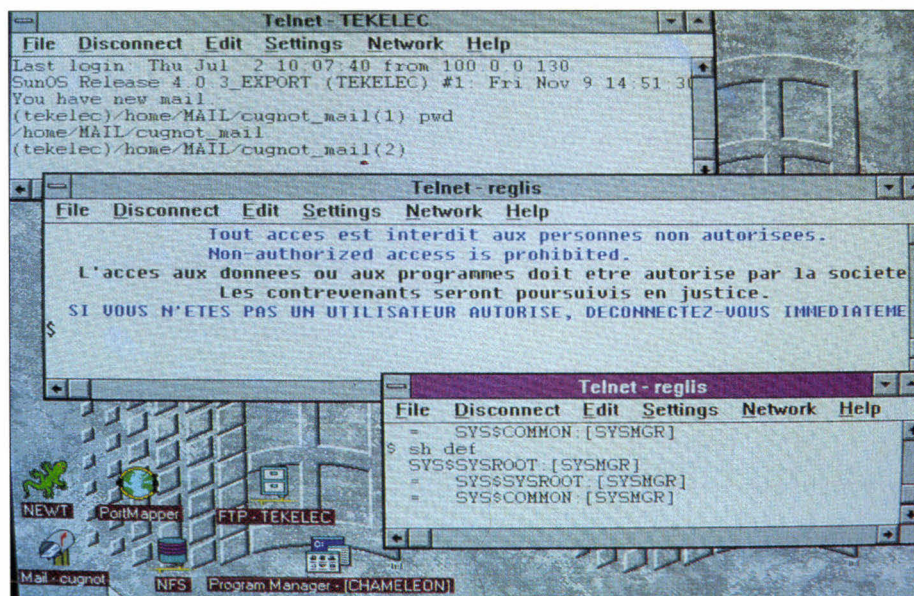 Telnet - TEKELEC
File Disconnect Edit Settings Network Help
Last login: Thu Jul 2 10:07:40 from 100.0.0.130
SunOS Release 4.0.3_EXPORT (TEKELEC) #1: Fri Nov 9 14:51:30
You have new mail.
(tekelec)/home/MAIL/cugnot_mail(1) pwd
/home/MAIL/cugnot_mail
(tekelec)/home/MAIL/cugnot_mail(2)
Telnet - reglis
File Disconnect Edit Settings Network Help
Tout acces est interdit aux personnes non autorisees.
Non-authorized access is prohibited.
L'acces aux donnees ou aux programmes doit etre autorise par la societe
Les contrevenants seront poursuivis en justice.
SI VOUS N'ETES PAS UN UTILISATEUR AUTORISE, DECONNECTEZ-VOUS IMMEDIATEME
$
Telnet - reglis
File Disconnect Edit Settings Network Help
= SYS$COMMON:[SYSMGR]
$ sh def
SYS$SYSROOT:[SYSMGR]
= SYS$SYSROOT:[SYSMGR]
= SYS$COMMON:[SYSMGR]
NEWT
PortMapper
FTP - TEKELEC
Mail - cugnot
NFS
Program Manager - [CHAMELEON]